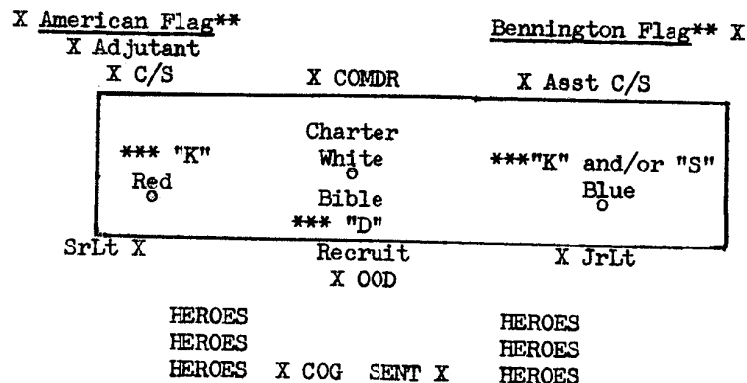 X American Flag** Bennington Flag** X
X Adjutant
X C/S X COMDR X Asst C/S
Charter
*** "K" White ***"K" and/or "S"
Red Bible Blue
*** "D"
SrLt X Recruit X JrLt
X OOD
HEROES HEROES
HEROES HEROES
HEROES X COG SENT X HEROES